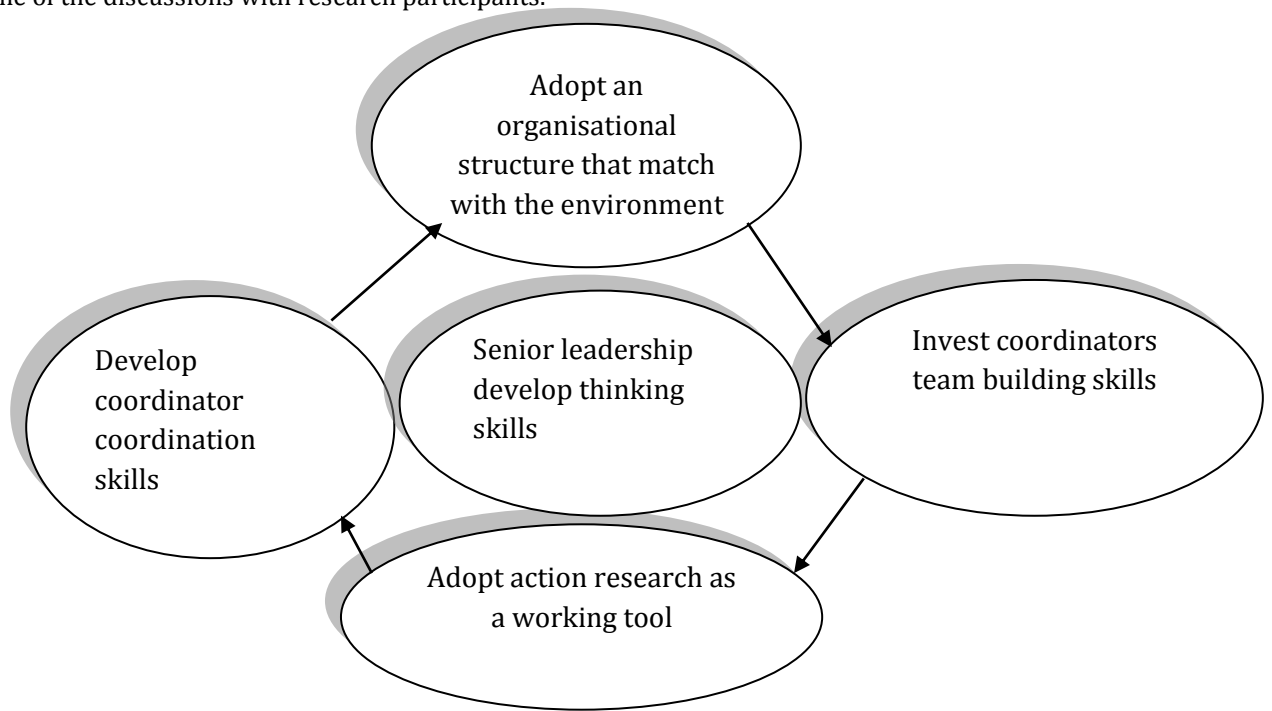 of the discussions with research participants.
Adopt an
organisational
structure that match
with the environment
Develop
coordinator
coordination
skills
Senior leadership
develop thinking
skills
Invest coordinators
team building skills
Adopt action research as
a working tool